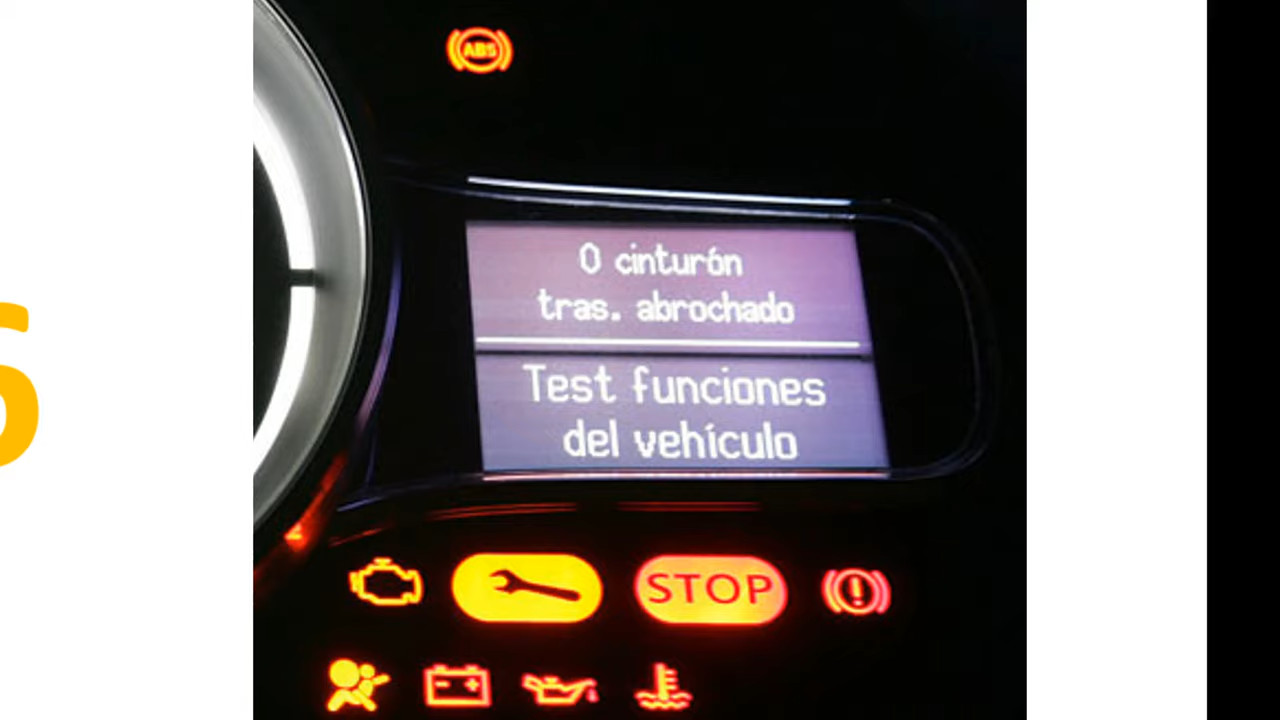 ABS
0 cinturón
tras. abrochado
Test funciones
del vehículo
STOP